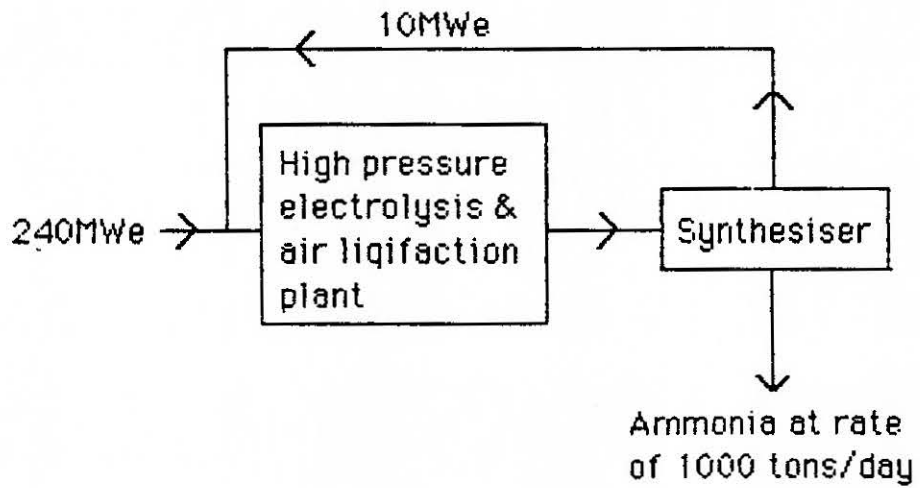 10MWe
High pressure
electrolysis &
air liqifaction
plant
240MWe
Synthesiser
Ammonia at rate
of 1000 tons/day